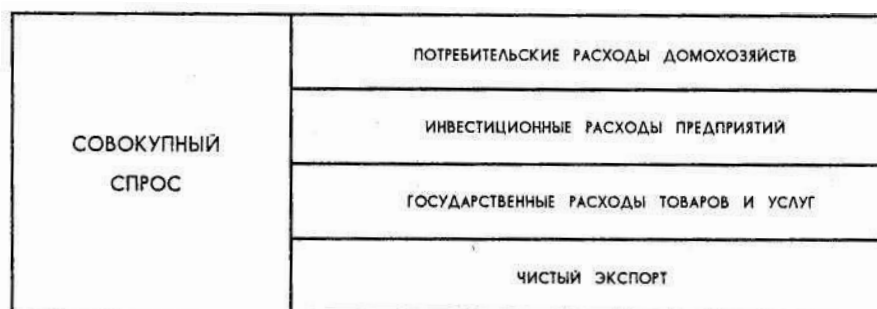 СОВОКУПНЫЙ
СПРОС
ПОТРЕБИТЕЛЬСКИЕ РАСХОДЫ ДОМОХОЗЯЙСТВ
ИНВЕСТИЦИОННЫЕ РАСХОДЫ ПРЕДПРИЯТИЙ
ГОСУДАРСТВЕННЫЕ РАСХОДЫ ТОВАРОВ И УСЛУГ
ЧИСТЫЙ ЭКСПОРТ